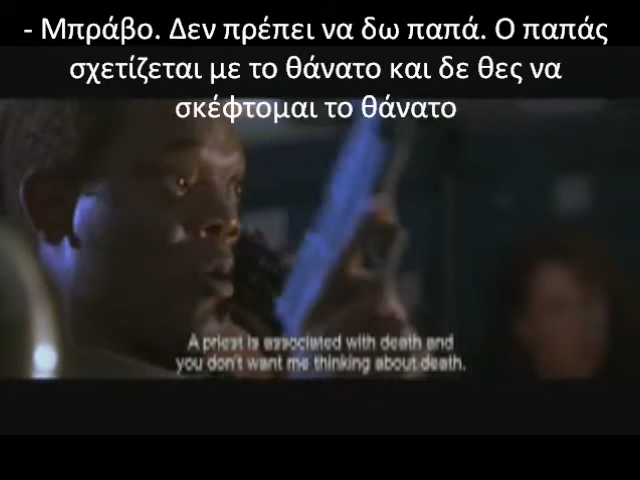 - Μπράβο. Δεν πρέπει να δω παπά. Ο παπάς
σχετίζεται με το θάνατο και δε θες να
σκέφτομαι το θάνατο
A priest is associated with death and
you don't want me thinking about death.